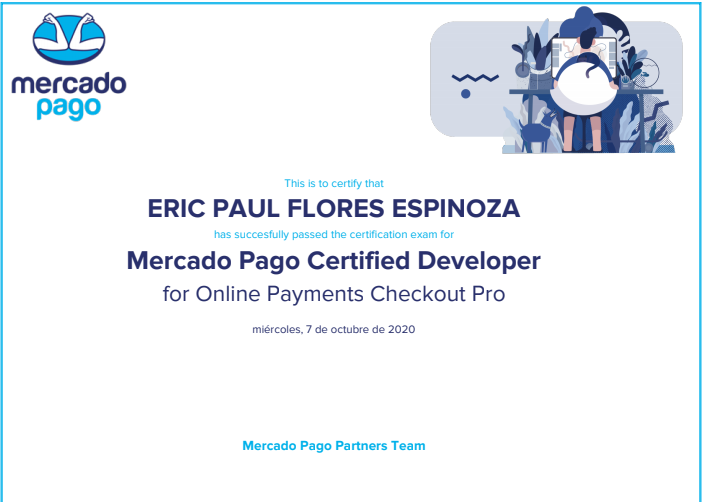 mercado
pago
This is to certify that
ERIC PAUL FLORES ESPINOZA
has succesfully passed the certification exam for
Mercado Pago Certified Developer
for Online Payments Checkout Pro
miércoles, 7 de octubre de 2020
Mercado Pago Partners Team